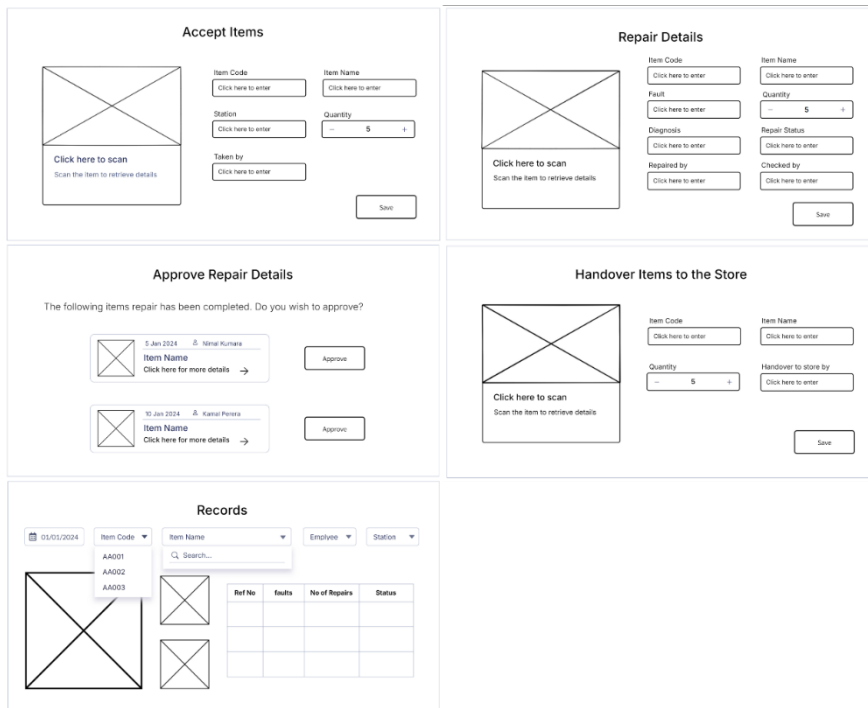 Accept Items
Item Code
Item Name
Click here to enter
Click here to enter
Station
Quantity
Click here to enter
− 5 +
Click here to scan
Scan the item to retrieve details
Taken by
Click here to enter
Save
Repair Details
Item Code
Item Name
Click here to enter
Click here to enter
Fault
Quantity
Click here to enter
− 5 +
Diagnosis
Repair Status
Click here to enter
Click here to enter
Click here to scan
Scan the item to retrieve details
Repaired by
Checked by
Click here to enter
Click here to enter
Save
Approve Repair Details
The following items repair has been completed. Do you wish to approve?
5 Jan 2024 Nimal Kumara
Item Name
Click here for more details →
Approve
10 Jan 2024 Kamal Perera
Item Name
Click here for more details →
Approve
Handover Items to the Store
Item Code
Item Name
Click here to enter
Click here to enter
Quantity
Handover to store by
− 5 +
Click here to enter
Click here to scan
Scan the item to retrieve details
Save
Records
01/01/2024
Item Code
Item Name
Emplyee
Station
AA001
AA002
AA003
Search...
Ref No faults No of Repairs Status